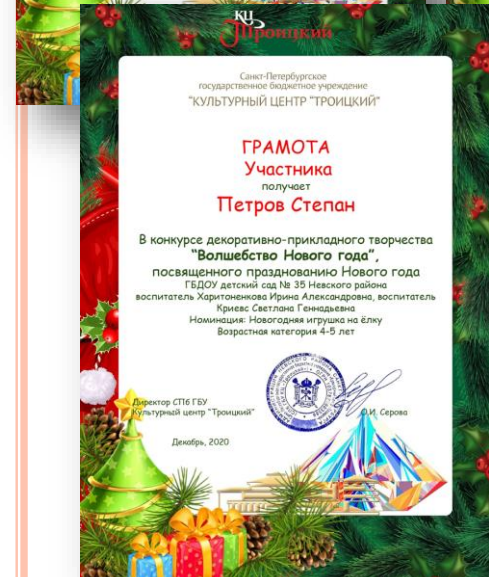 КЦ
Троицкий
Санкт-Петербургское
государственное бюджетное учреждение
"КУЛЬТУРНЫЙ ЦЕНТР "ТРОИЦКИЙ"
ГРАМОТА
Участника
получает
Петров Степан
В конкурсе декоративно-прикладного творчества
"Волшебство Нового года",
посвященного празднованию Нового года
ГБДОУ детский сад № 35 Невского района
воспитатель Харитоненкова Ирина Александровна, воспитатель
Криевс Светлана Геннадьевна
Номинация: Новогодняя игрушка на ёлку
Возрастная категория 4-5 лет
Директор СПб ГБУ
Культурный центр "Троицкий"
О.И. Серова
Декабрь, 2020